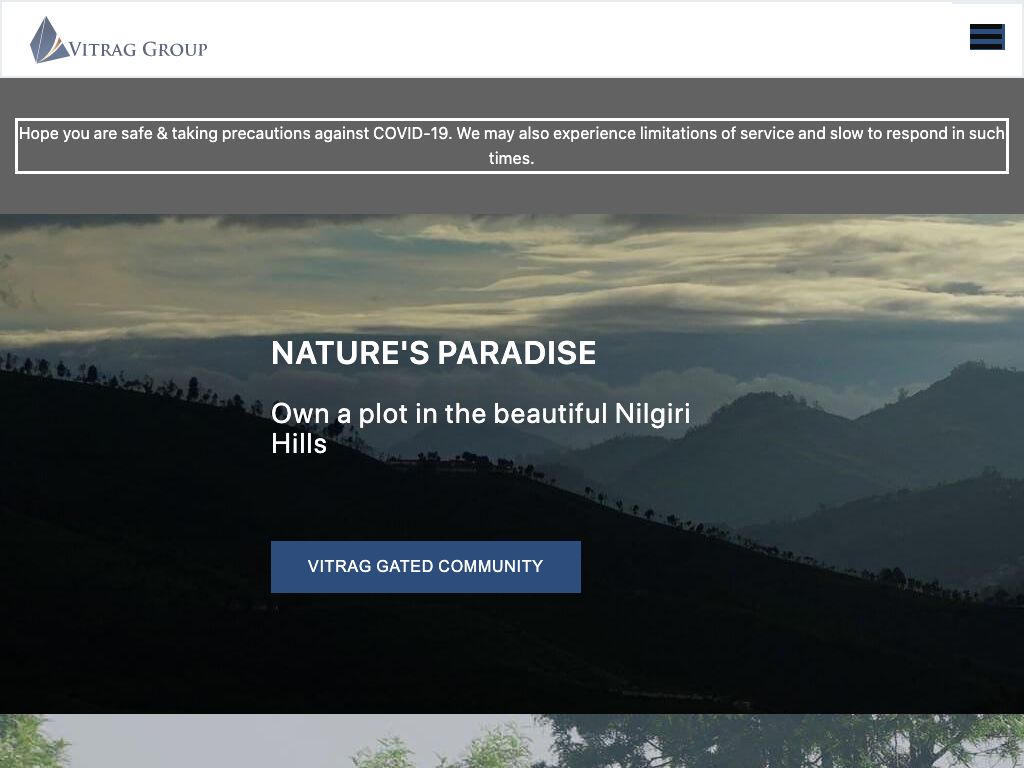 VITRAG GROUP
Hope you are safe & taking precautions against COVID-19. We may also experience limitations of service and slow to respond in such
times.
NATURE'S PARADISE
Own a plot in the beautiful Nilgiri
Hills
VITRAG GATED COMMUNITY